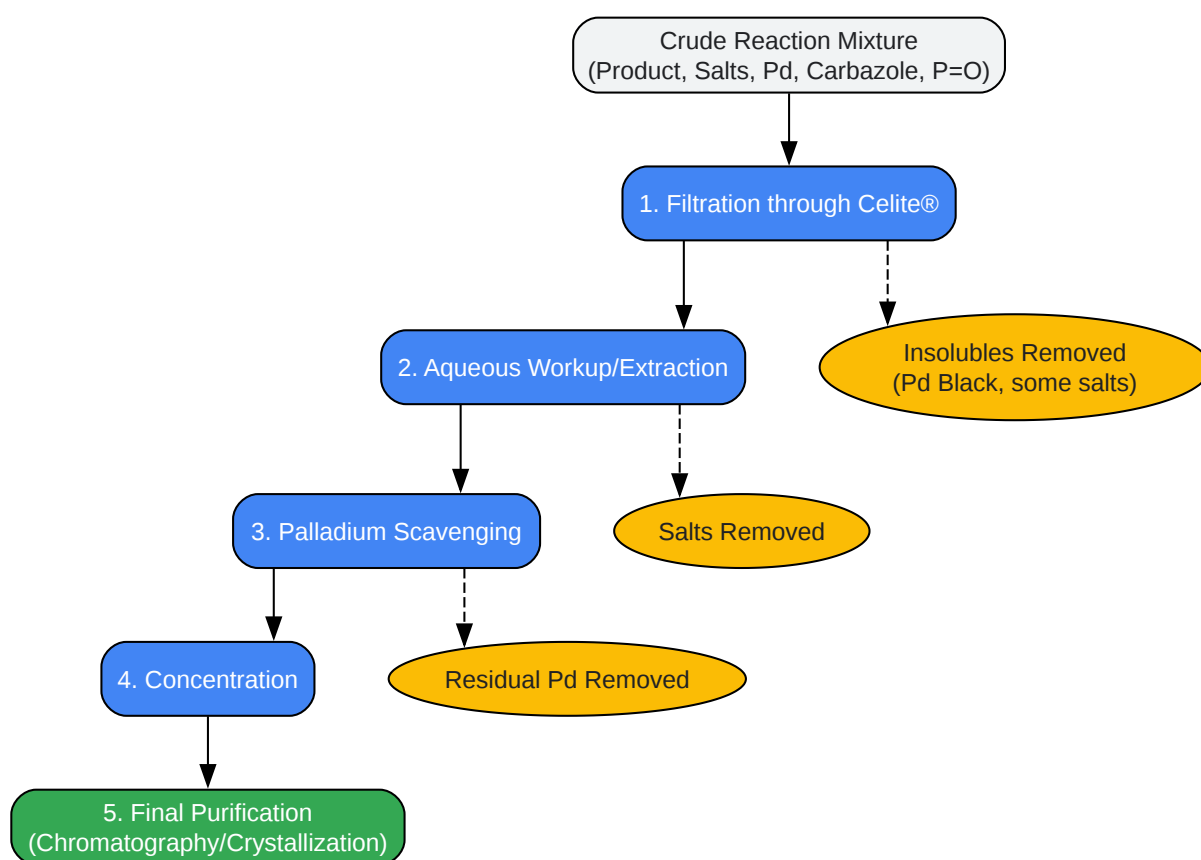 Crude Reaction Mixture
(Product, Salts, Pd, Carbazole, P=O)
1. Filtration through Celite®
Insolubles Removed
(Pd Black, some salts)
2. Aqueous Workup/Extraction
Salts Removed
3. Palladium Scavenging
Residual Pd Removed
4. Concentration
5. Final Purification
(Chromatography/Crystallization)